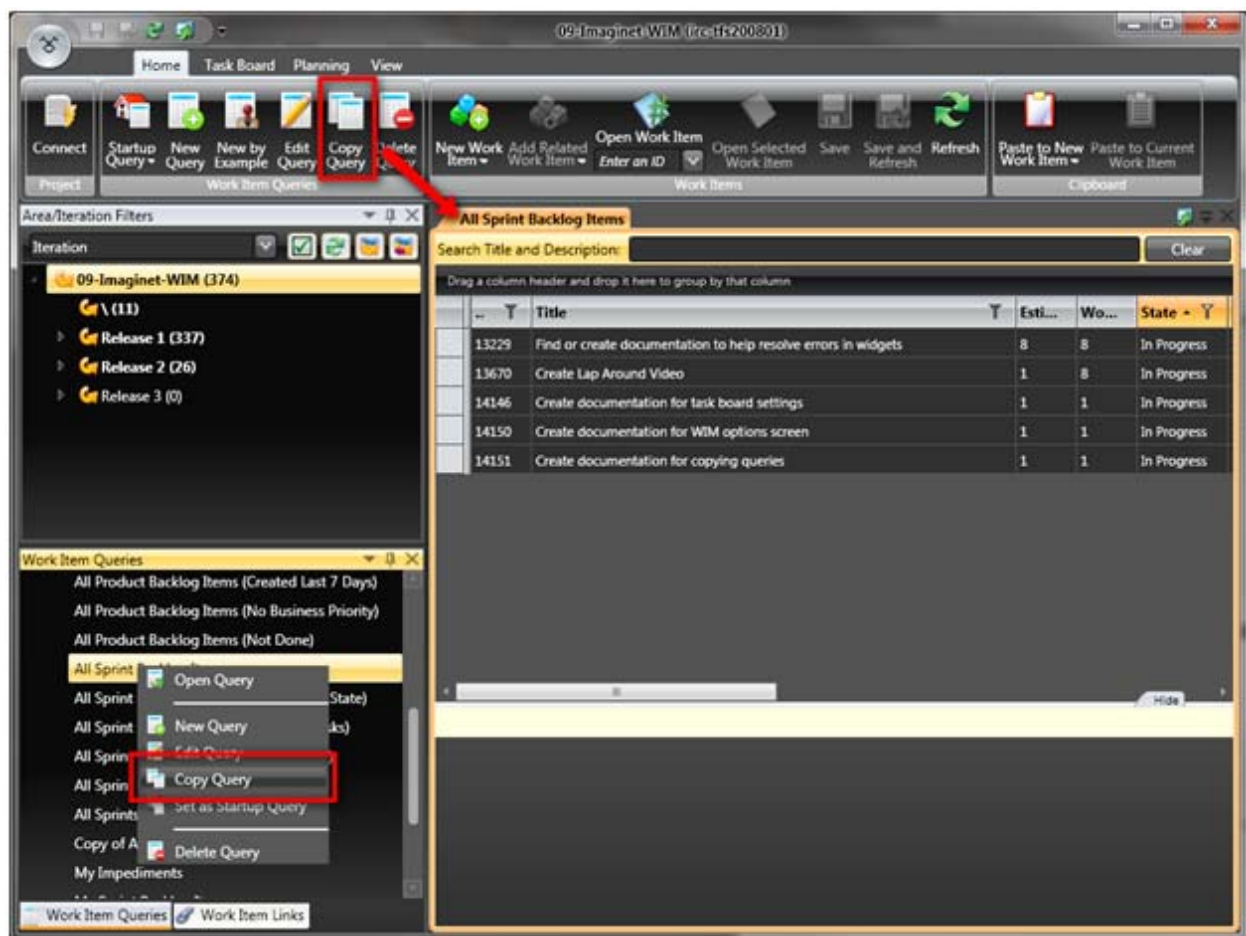 09-Imaginet-WIM (irc-tfs200801)
Home Task Board Planning View
Connect
Startup Query
New Query
New by Example
Edit Query
Copy Query
Delete
New Work Item
Add Related Work Item
Open Work Item
Enter an ID
Open Selected Work Item
Save
Save and Refresh
Refresh
Paste to New Work Item
Paste to Current Work Item
Project
Work Item Queries
Work Items
Clipboard
Area/Iteration Filters
Iteration
09-Imaginet-WIM (374)
\ (11)
Release 1 (337)
Release 2 (26)
Release 3 (0)
All Sprint Backlog Items
Search Title and Description:
Clear
Drag a column header and drop it here to group by that column
.. Title Esti... Wo... State
13229 Find or create documentation to help resolve errors in widgets 8 8 In Progress
13670 Create Lap Around Video 1 8 In Progress
14146 Create documentation for task board settings 1 1 In Progress
14150 Create documentation for WIM options screen 1 1 In Progress
14151 Create documentation for copying queries 1 1 In Progress
Hide
Work Item Queries
All Product Backlog Items (Created Last 7 Days)
All Product Backlog Items (No Business Priority)
All Product Backlog Items (Not Done)
All Sprint
All Sprint State)
All Sprint
All Sprints
Copy of
My Impediments
Open Query
New Query
Edit Query
Copy Query
Set as Startup Query
Delete Query
Work Item Queries
Work Item Links